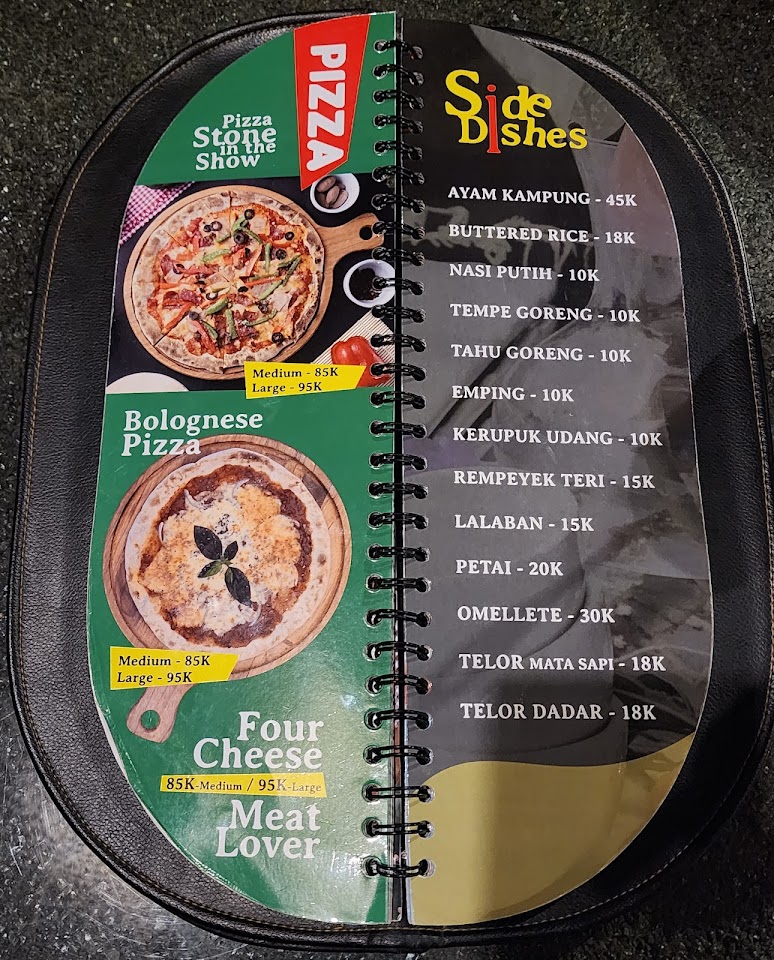 PIZZA
Pizza
Stone
in the
Show
Medium - 85K
Large - 95K
Bolognese
Pizza
Medium - 85K
Large - 95K
Four
Cheese
85K-Medium / 95K-Large
Meat
Lover
Side
Dishes
AYAM KAMPUNG - 45K
BUTTERED RICE - 18K
NASI PUTIH - 10K
TEMPE GORENG - 10K
TAHU GORENG - 10K
EMPING - 10K
KERUPUK UDANG - 10K
REMPEYEK TERI - 15K
LALABAN - 15K
PETAI - 20K
OMELLETE - 30K
TELOR MATA SAPI - 18K
TELOR DADAR - 18K